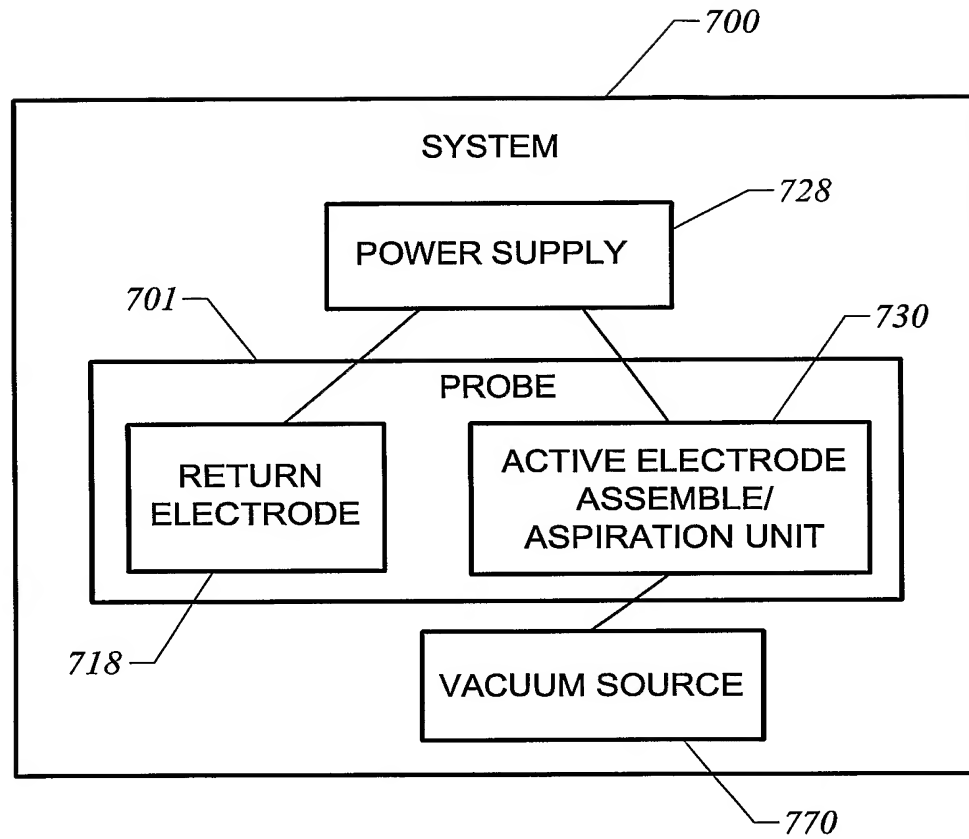 700
SYSTEM
728
POWER SUPPLY
701
730
PROBE
RETURN
ELECTRODE
ACTIVE ELECTRODE
ASSEMBLE/
ASPIRATION UNIT
718
VACUUM SOURCE
770